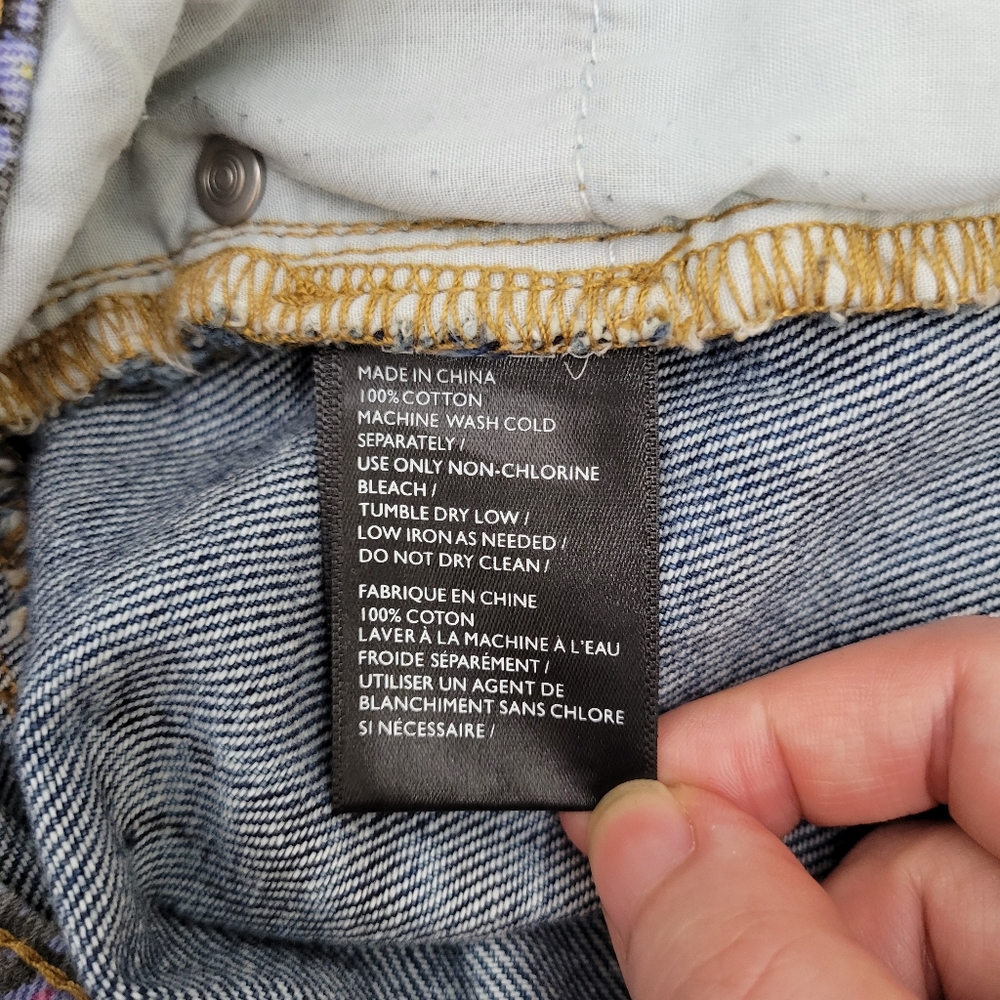 MADE IN CHINA
100% COTTON
MACHINE WASH COLD
SEPARATELY /
USE ONLY NON-CHLORINE
BLEACH /
TUMBLE DRY LOW /
LOW IRON AS NEEDED /
DO NOT DRY CLEAN /
FABRIQUE EN CHINE
100% COTON
LAVER À LA MACHINE À L'EAU
FROIDE SÉPARÉMENT /
UTILISER UN AGENT DE
BLANCHIMENT SANS CHLORE
SI NÉCESSAIRE /